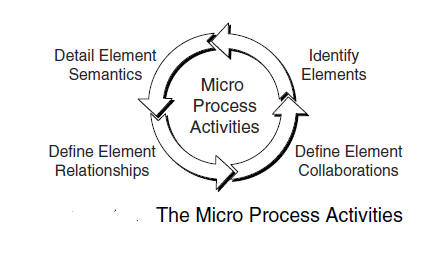 Detail Element
Semantics
Identify
Elements
Micro
Process
Activities
Define Element
Relationships
Define Element
Collaborations
The Micro Process Activities